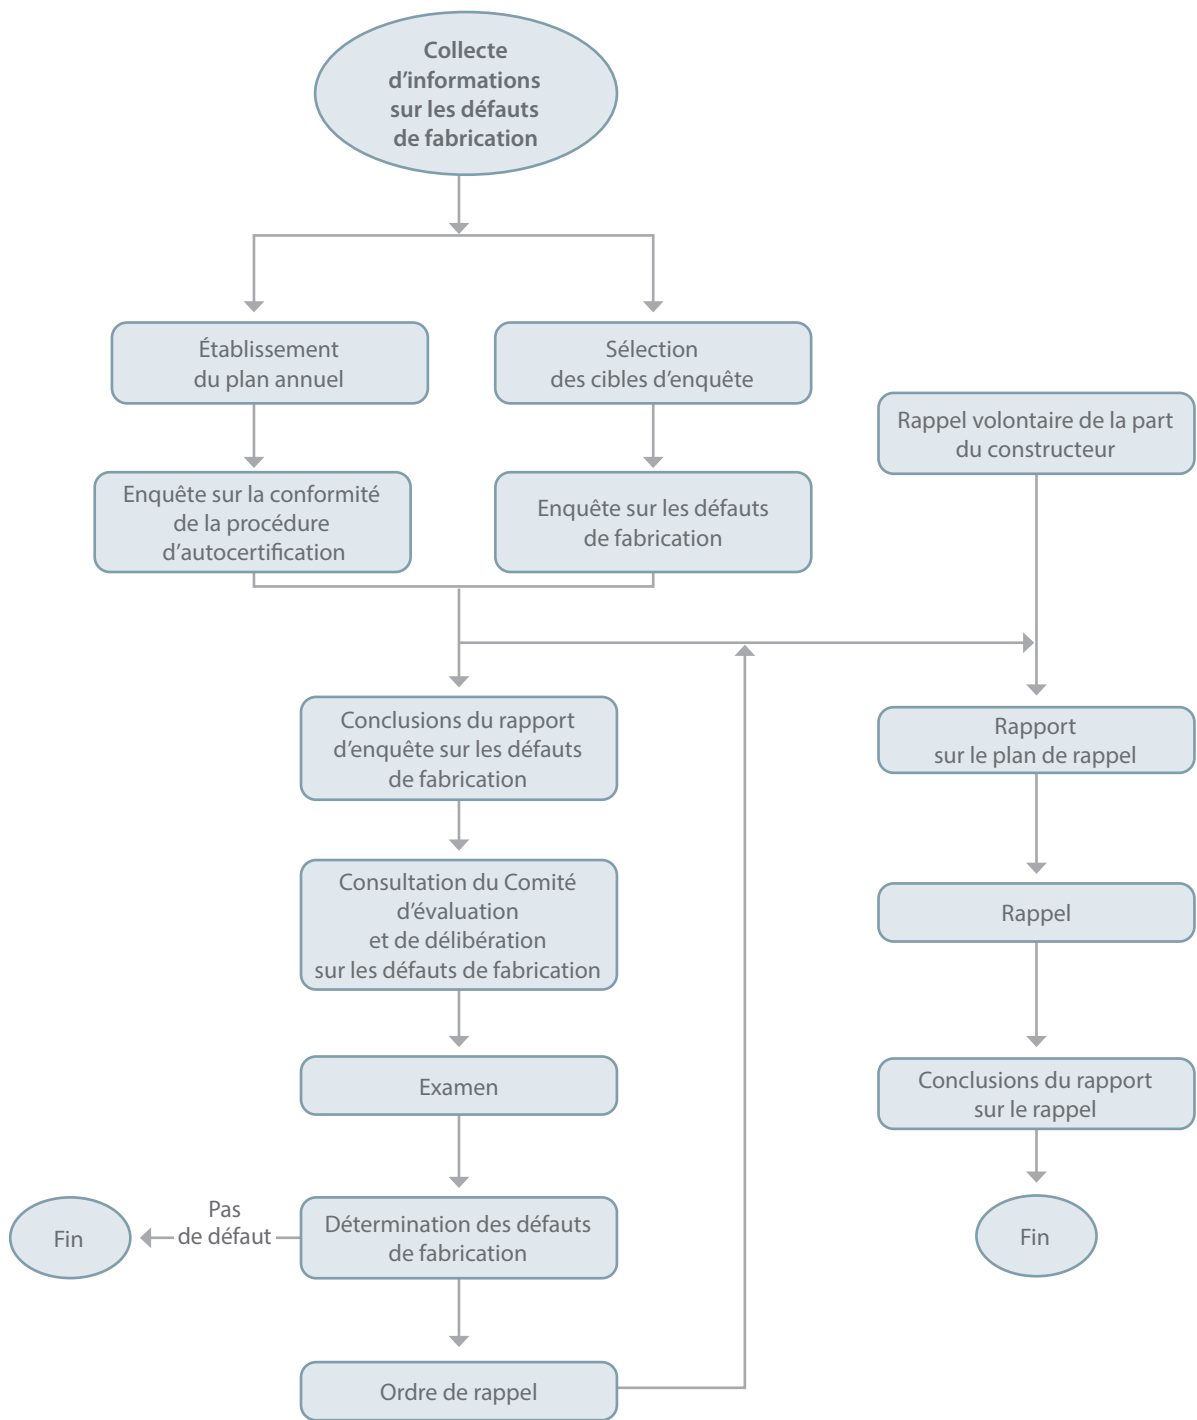 Collecte
d’informations
sur les défauts
de fabrication
Établissement
du plan annuel
Sélection
des cibles d’enquête
Rappel volontaire de la part
du constructeur
Enquête sur la conformité
de la procédure
d’autocertification
Enquête sur les défauts
de fabrication
Conclusions du rapport
d’enquête sur les défauts
de fabrication
Rapport
sur le plan de rappel
Consultation du Comité
d’évaluation
et de délibération
sur les défauts de fabrication
Rappel
Examen
Conclusions du rapport
sur le rappel
Fin
Pas
de défaut
Détermination des défauts
de fabrication
Fin
Ordre de rappel